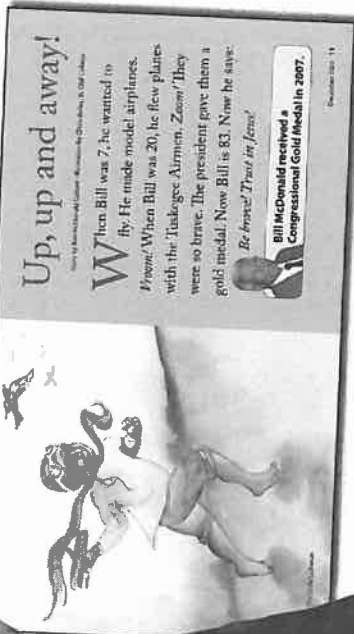 Up, up and away!
When Bill was 7, he wanted to
fly. He made model airplanes.
Vroom! When Bill was 20, he flew planes
with the Tuskegee Airmen. Zoom! They
were so brave. The president gave them a
gold medal. Now Bill is 83. Now he says:
Be brave! Trust in Jesus!
Bill McDonald received a
Congressional Gold Medal in 2007.
December